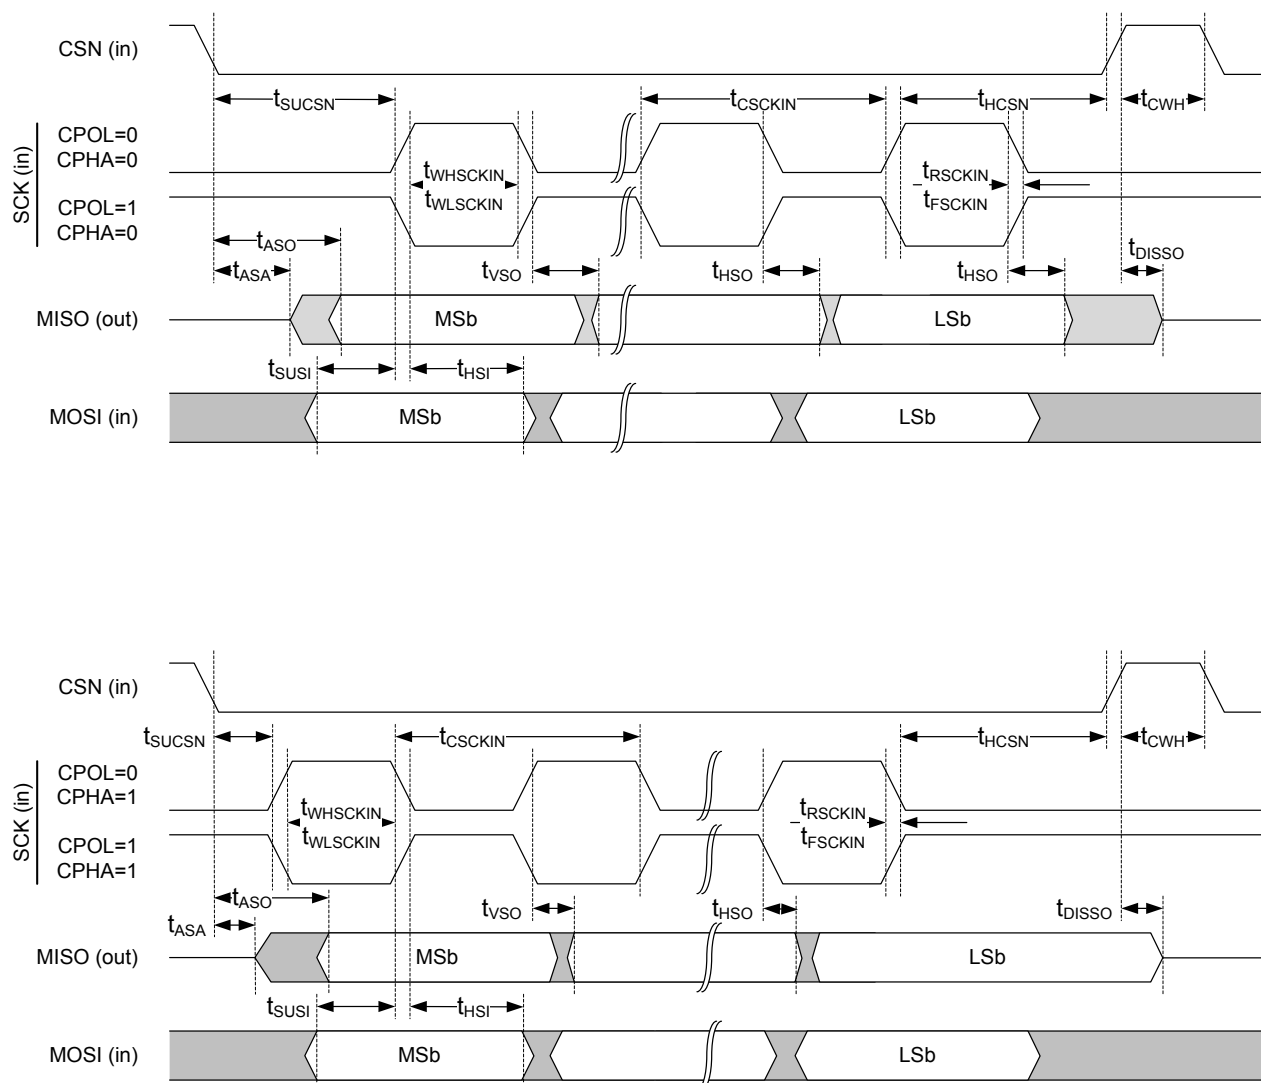 CSN (in)
tSUCSN
tCSCKIN
tHCSN
tCWH
SCK (in)
CPOL=0
CPHA=0
tWHSCKIN
tRSCKIN
tWLSCKIN
tFSCKIN
CPOL=1
CPHA=0
tASO
tASA
tVSO
tHSO
tHSO
tDISSO
MISO (out)
MSb
LSb
tSUSI
tHSI
MOSI (in)
MSb
LSb
CSN (in)
tSUCSN
tCSCKIN
tHCSN
tCWH
SCK (in)
CPOL=0
CPHA=1
tWHSCKIN
tRSCKIN
tWLSCKIN
tFSCKIN
CPOL=1
CPHA=1
tASO
tASA
tVSO
tHSO
tDISSO
MISO (out)
MSb
LSb
tSUSI
tHSI
MOSI (in)
MSb
LSb